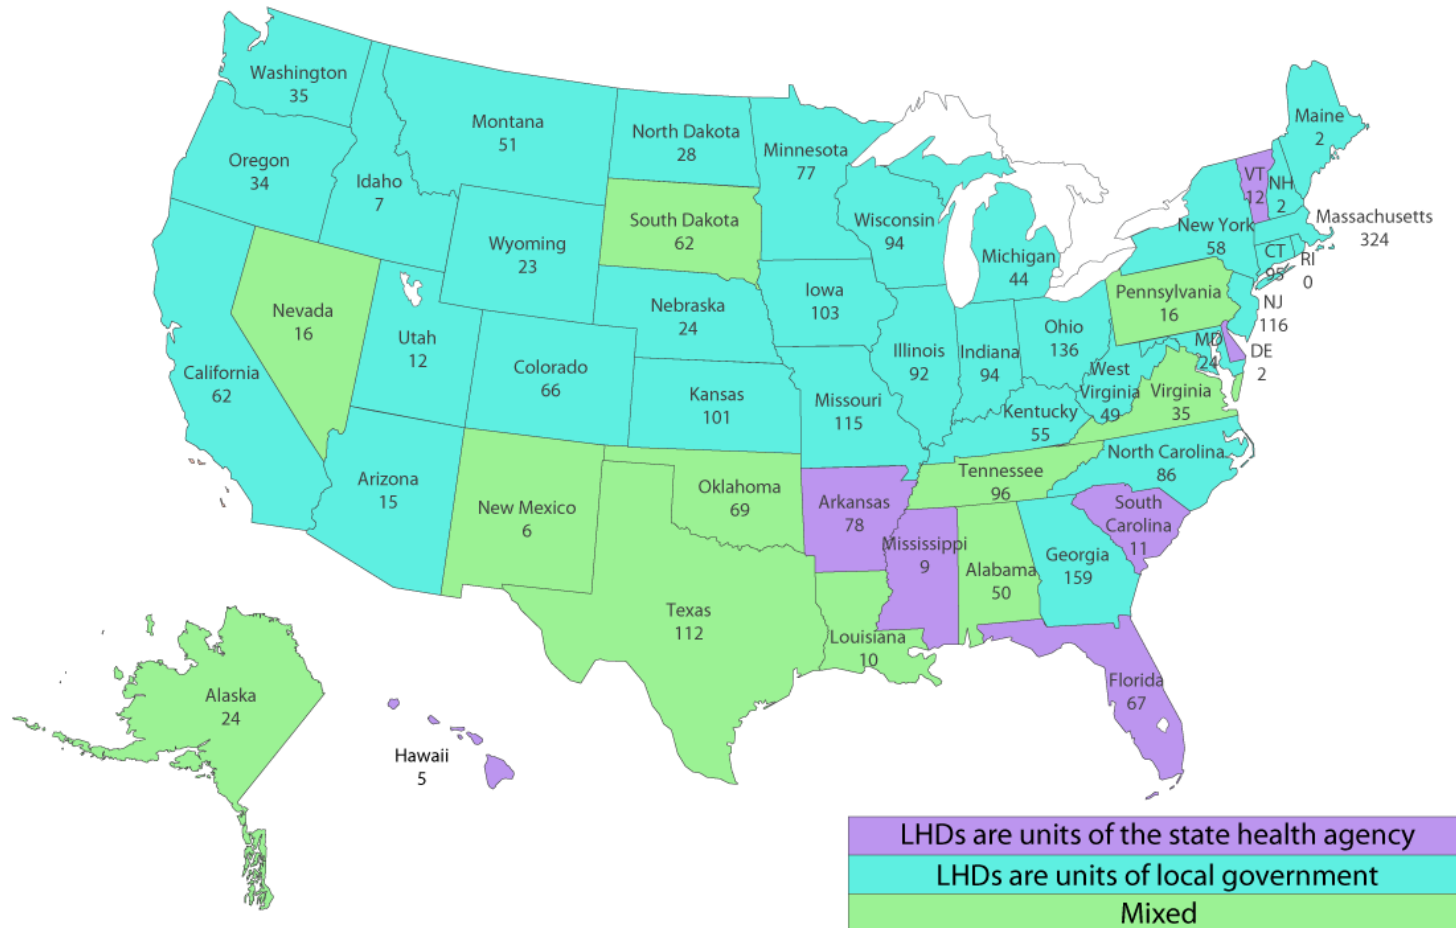 Washington
35
Oregon
34
California
62
Idaho
7
Nevada
16
Montana
51
Wyoming
23
Utah
12
Arizona
15
Colorado
66
New Mexico
6
North Dakota
28
South Dakota
62
Nebraska
24
Kansas
101
Oklahoma
69
Texas
112
Minnesota
77
Iowa
103
Missouri
115
Arkansas
78
Louisiana
10
Wisconsin
94
Illinois
92
Mississippi
9
Michigan
44
Indiana
94
Ohio
136
Kentucky
55
Tennessee
96
Alabama
50
Georgia
159
Florida
67
South
Carolina
11
North Carolina
86
Virginia
35
West
Virginia
49
MD
24
DE
2
Pennsylvania
16
NJ
116
New York
58
CT
95
RI
0
Massachusetts
324
VT
12
NH
2
Maine
2
Alaska
24
Hawaii
5
LHDs are units of the state health agency
LHDs are units of local government
Mixed